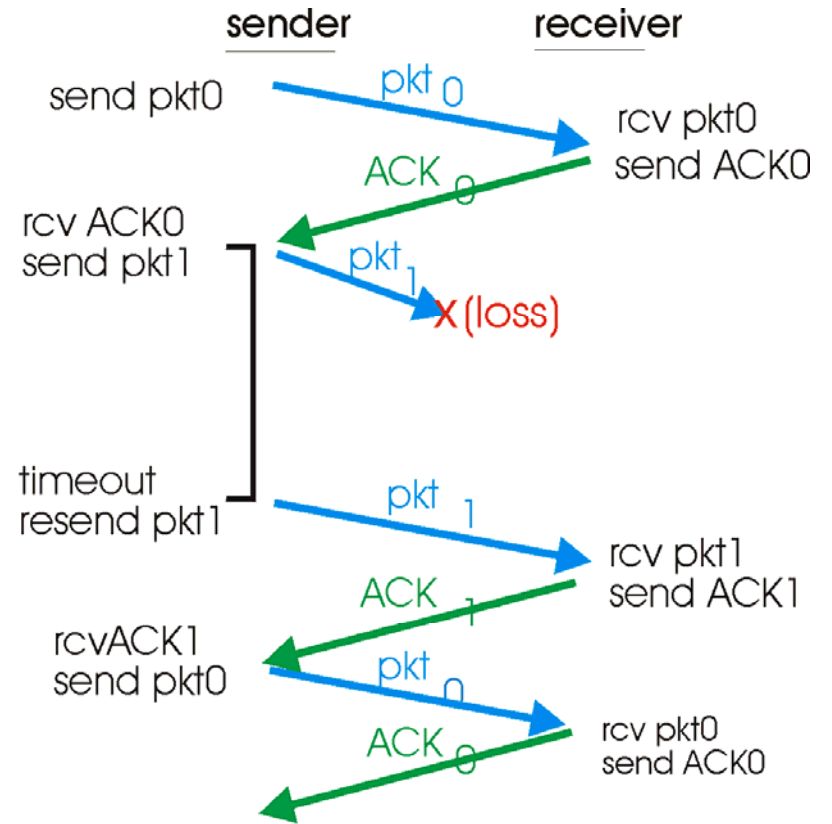 sender
receiver
send pkt0
pkt 0
rcv pkt0
send ACK0
ACK 0
rcv ACK0
send pkt1
pkt 1
X (loss)
timeout
resend pkt1
pkt 1
rcv pkt1
send ACK1
ACK 1
rcvACK1
send pkt0
pkt 0
rcv pkt0
send ACK0
ACK 0